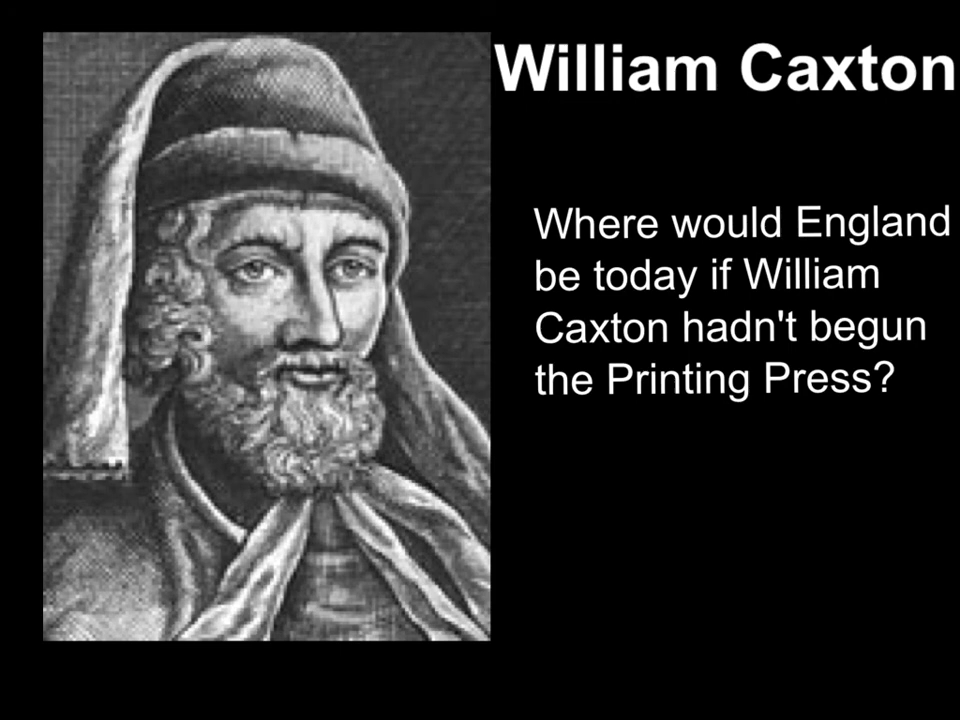 William Caxton
Where would England
be today if William
Caxton hadn't begun
the Printing Press?